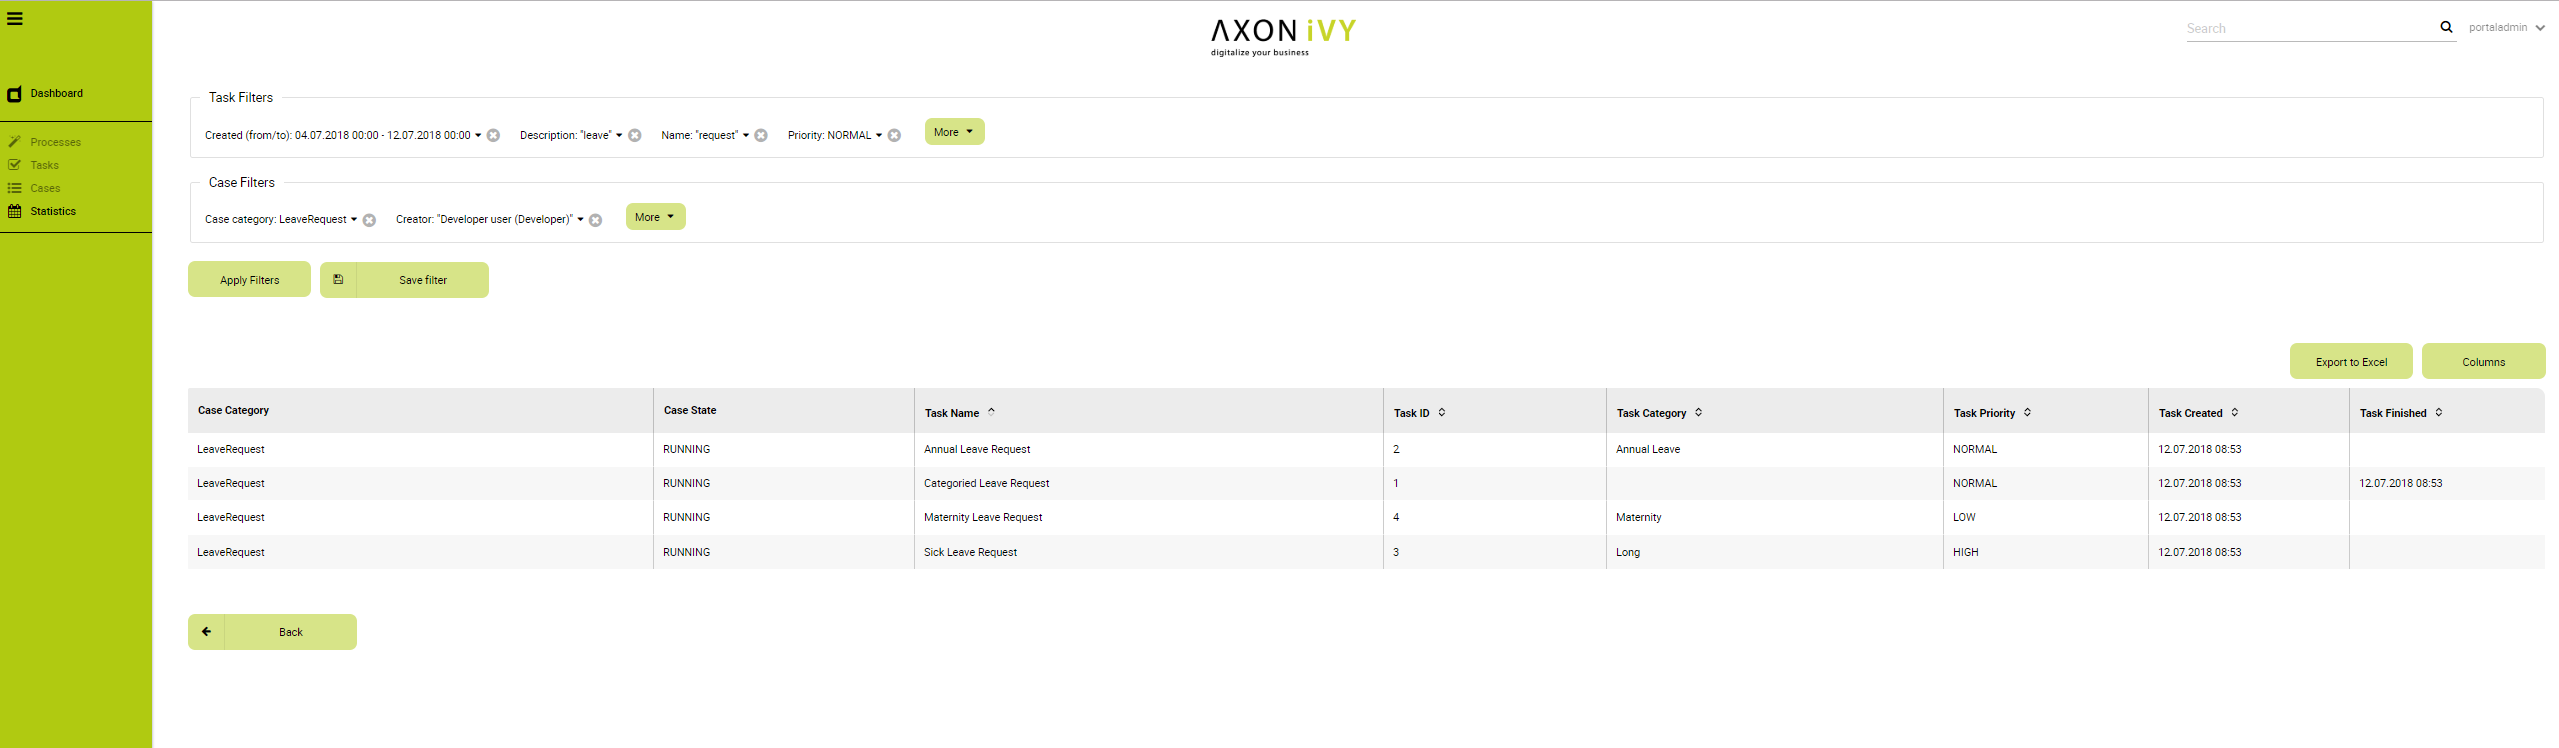 AXON iVY
digitalize your business
Search
portaladmin
Dashboard
Processes
Tasks
Cases
Statistics
Task Filters
Created (from/to): 04.07.2018 00:00 - 12.07.2018 00:00 Description: "leave" Name: "request" Priority: NORMAL More
Case Filters
Case category: LeaveRequest Creator: "Developer user (Developer)" More
Apply Filters Save filter
Export to Excel Columns
Case Category Case State Task Name Task ID Task Category Task Priority Task Created Task Finished
LeaveRequest RUNNING Annual Leave Request 2 Annual Leave NORMAL 12.07.2018 08:53
LeaveRequest RUNNING Categoried Leave Request 1 NORMAL 12.07.2018 08:53 12.07.2018 08:53
LeaveRequest RUNNING Maternity Leave Request 4 Maternity LOW 12.07.2018 08:53
LeaveRequest RUNNING Sick Leave Request 3 Long HIGH 12.07.2018 08:53
Back